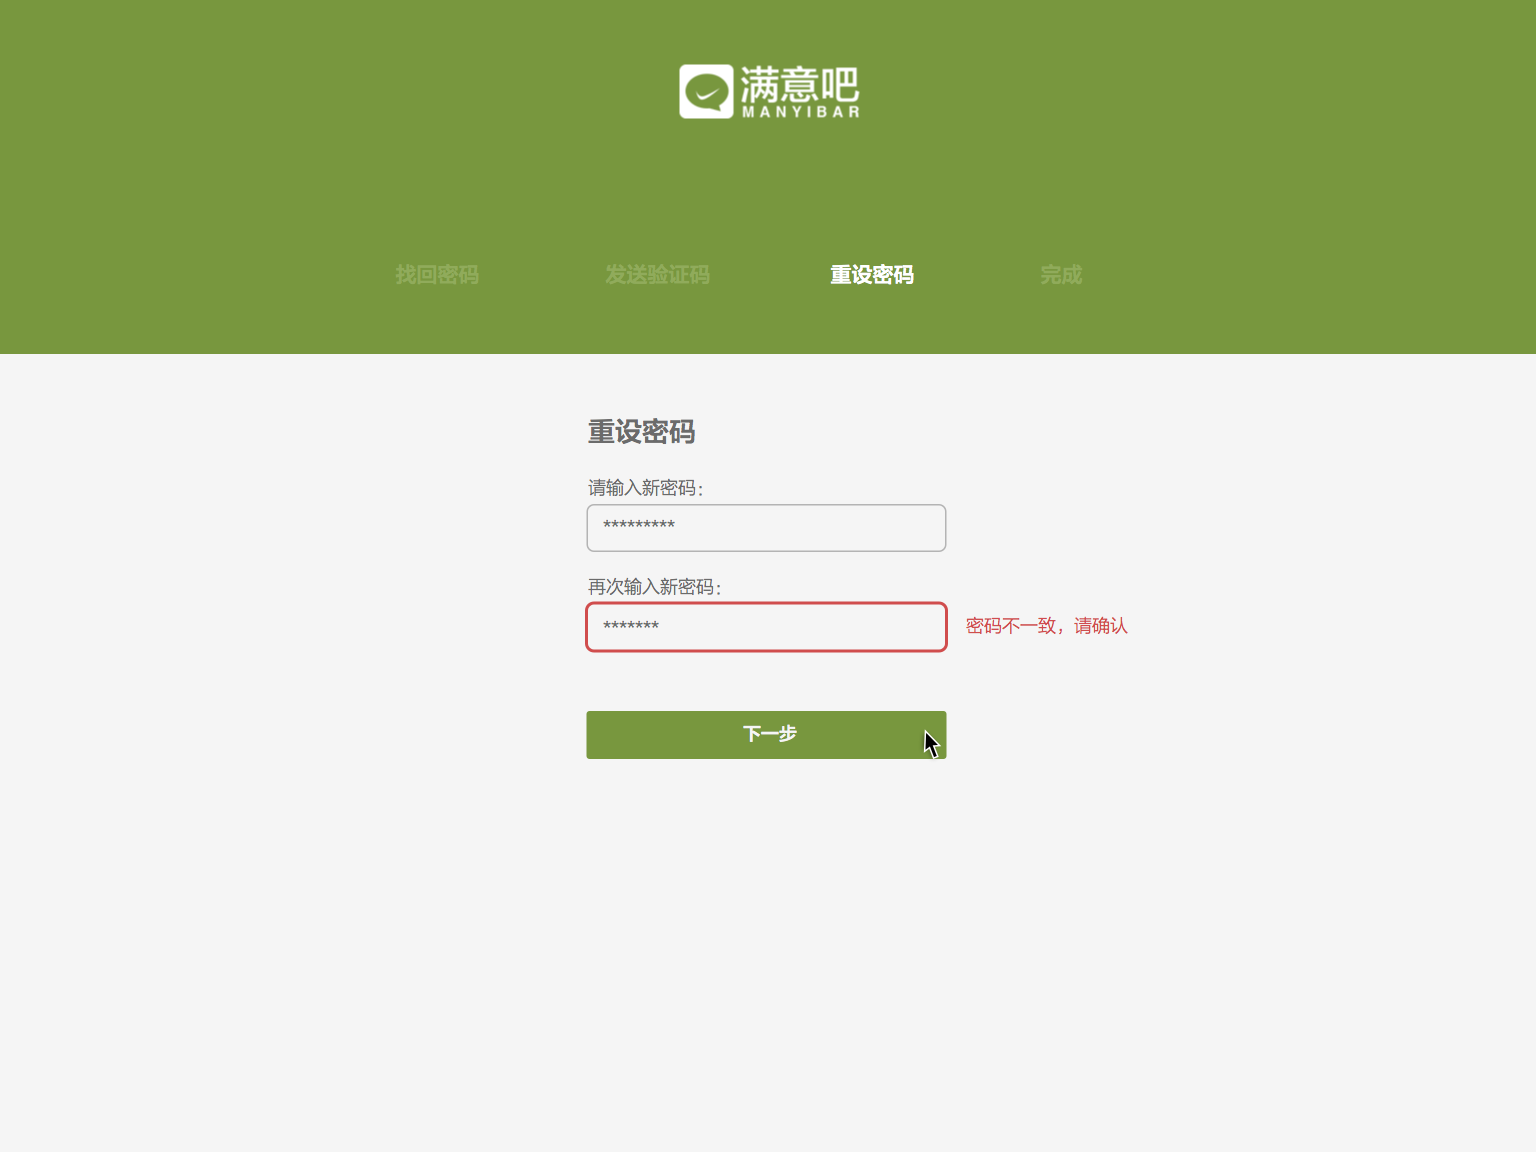 满意吧
MANYIBAR
找回密码 发送验证码 重设密码 完成
重设密码
请输入新密码：
*********
再次输入新密码：
*******
密码不一致，请确认
下一步